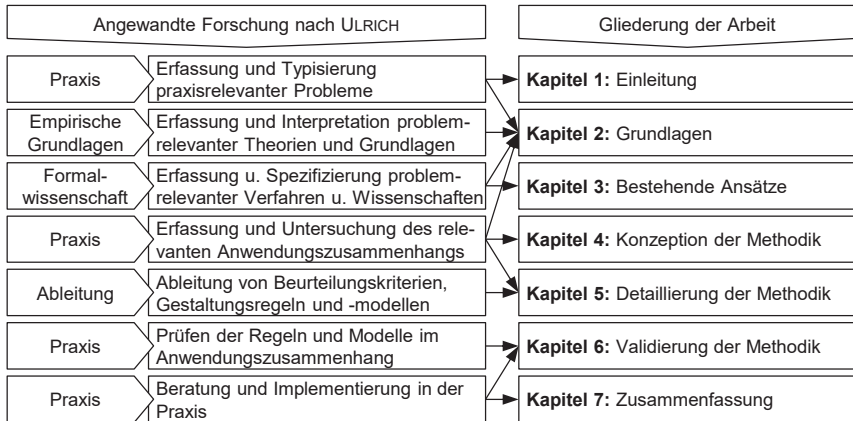 Angewandte Forschung nach ULRICH
Gliederung der Arbeit
Praxis
Erfassung und Typisierung
praxisrelevanter Probleme
Kapitel 1: Einleitung
Empirische
Grundlagen
Erfassung und Interpretation problem-
relevanter Theorien und Grundlagen
Kapitel 2: Grundlagen
Formal-
wissenschaft
Erfassung u. Spezifizierung problem-
relevanter Verfahren u. Wissenschaften
Kapitel 3: Bestehende Ansätze
Praxis
Erfassung und Untersuchung des rele-
vanten Anwendungszusammenhangs
Kapitel 4: Konzeption der Methodik
Ableitung
Ableitung von Beurteilungskriterien,
Gestaltungsregeln und -modellen
Kapitel 5: Detaillierung der Methodik
Praxis
Prüfen der Regeln und Modelle im
Anwendungszusammenhang
Kapitel 6: Validierung der Methodik
Praxis
Beratung und Implementierung in der
Praxis
Kapitel 7: Zusammenfassung